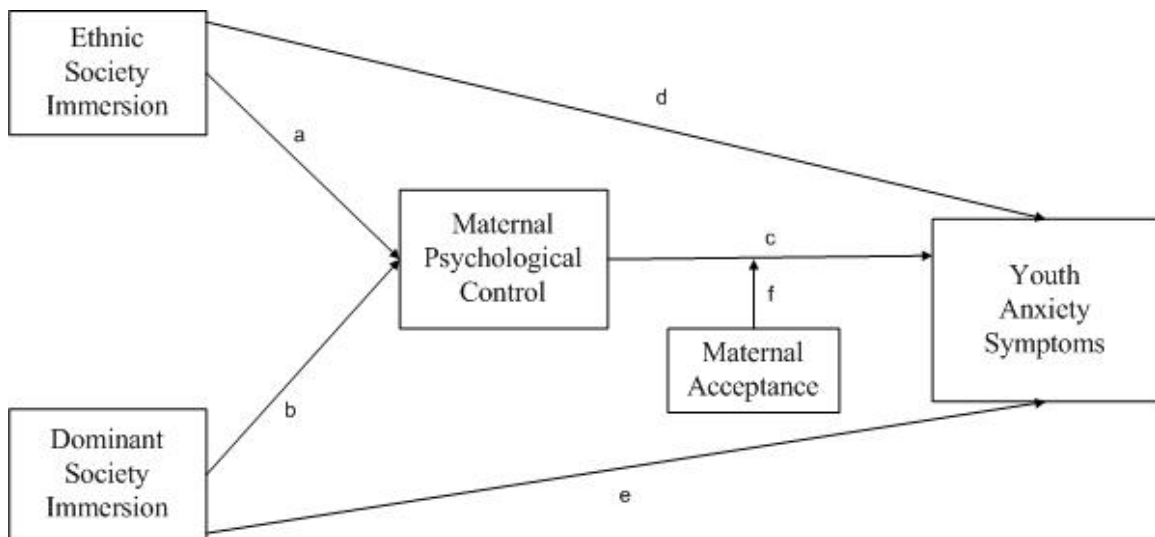 Ethnic
Society
Immersion
d
a
Maternal
Psychological
Control
c
f
Youth
Anxiety
Symptoms
Maternal
Acceptance
b
Dominant
Society
Immersion
e